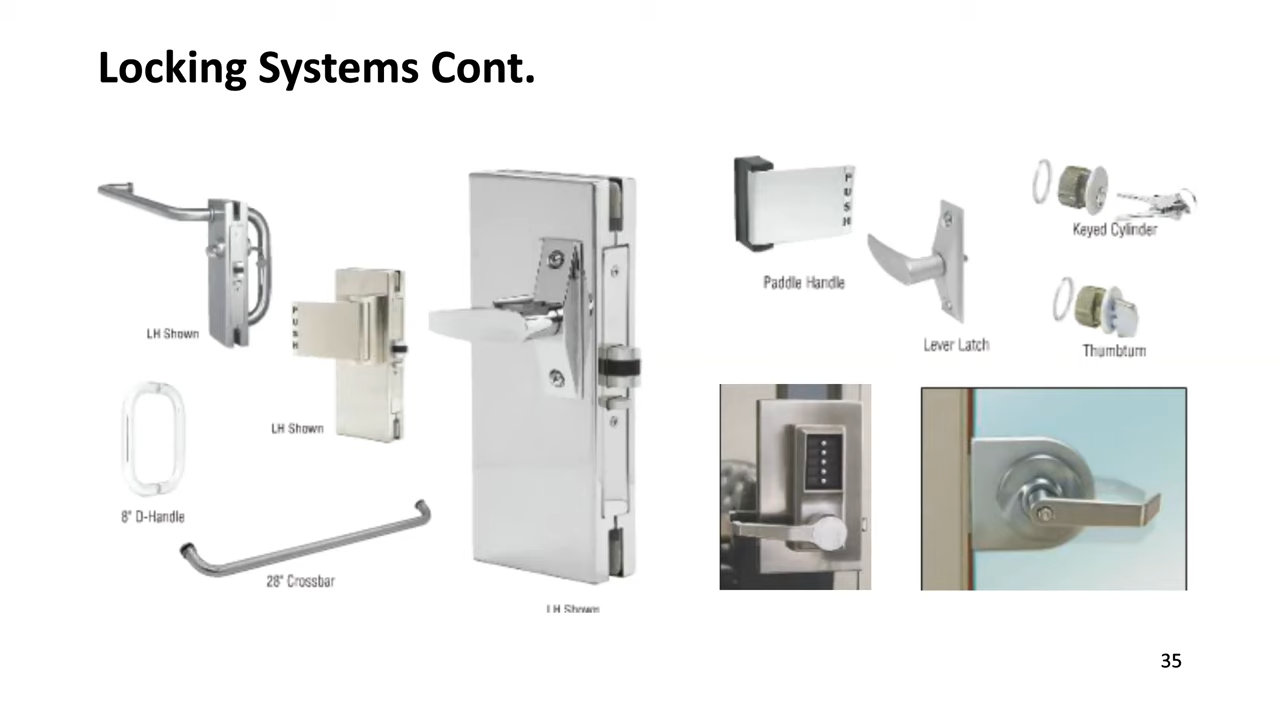 Locking Systems Cont.
LH Shown
PUSH
LH Shown
8" D-Handle
28" Crossbar
LH Shown
PUSH
Paddle Handle
Lever Latch
Keyed Cylinder
Thumbturn
35